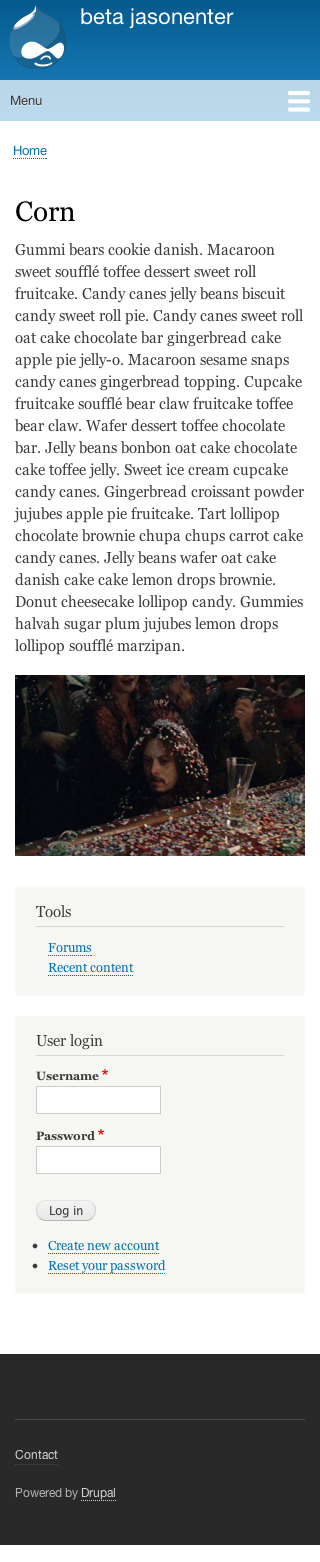 beta jasonenter
Menu
Home
Corn
Gummi bears cookie danish. Macaroon
sweet soufflé toffee dessert sweet roll
fruitcake. Candy canes jelly beans biscuit
candy sweet roll pie. Candy canes sweet roll
oat cake chocolate bar gingerbread cake
apple pie jelly-o. Macaroon sesame snaps
candy canes gingerbread topping. Cupcake
fruitcake soufflé bear claw fruitcake toffee
bear claw. Wafer dessert toffee chocolate
bar. Jelly beans bonbon oat cake chocolate
cake toffee jelly. Sweet ice cream cupcake
candy canes. Gingerbread croissant powder
jujubes apple pie fruitcake. Tart lollipop
chocolate brownie chupa chups carrot cake
candy canes. Jelly beans wafer oat cake
danish cake cake lemon drops brownie.
Donut cheesecake lollipop candy. Gummies
halvah sugar plum jujubes lemon drops
lollipop soufflé marzipan.
Tools
Forums
Recent content
User login
Username *
Password *
Log in
• Create new account
• Reset your password
Contact
Powered by Drupal